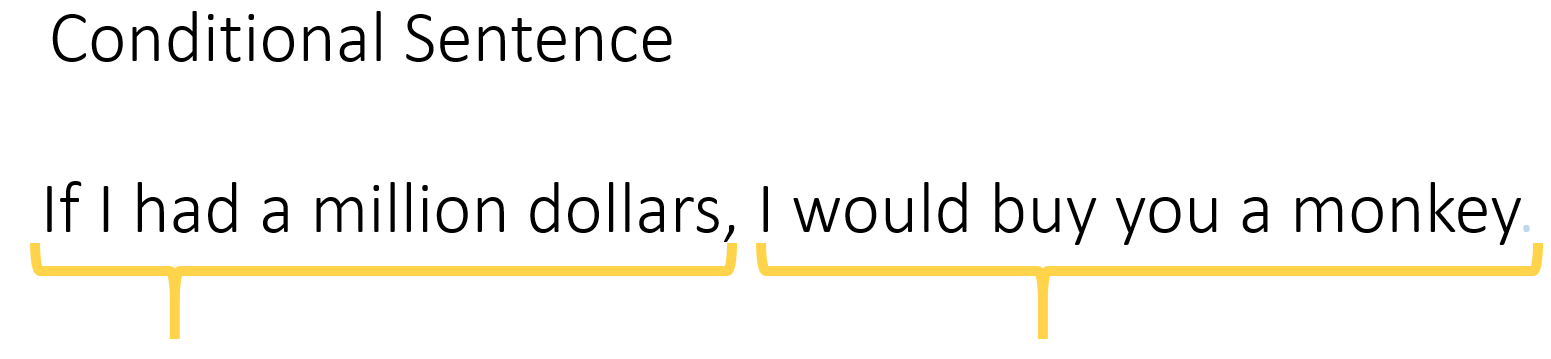 Conditional Sentence
If I had a million dollars, I would buy you a monkey.